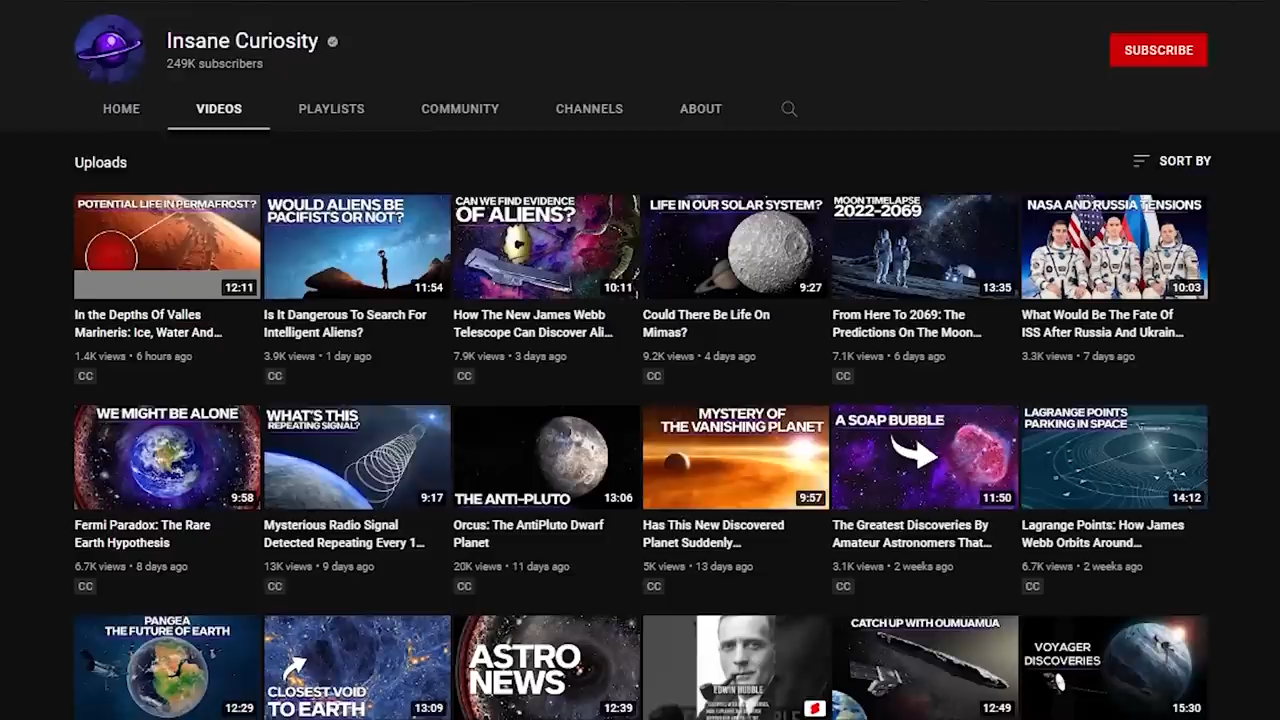 Insane Curiosity
249K subscribers
SUBSCRIBE
HOME
VIDEOS
PLAYLISTS
COMMUNITY
CHANNELS
ABOUT
Uploads
SORT BY
POTENTIAL LIFE IN PERMAFROST?
12:11
In the Depths Of Valles
Marineris: Ice, Water And...
1.4K views • 6 hours ago
CC
WOULD ALIENS BE
PACIFISTS OR NOT?
11:54
Is It Dangerous To Search For
Intelligent Aliens?
3.9K views • 1 day ago
CC
CAN WE FIND EVIDENCE
OF ALIENS?
10:11
How The New James Webb
Telescope Can Discover Ali...
7.9K views • 3 days ago
CC
LIFE IN OUR SOLAR SYSTEM?
9:27
Could There Be Life On
Mimas?
9.2K views • 4 days ago
CC
MOON TIMELAPSE
2022-2069
13:35
From Here To 2069: The
Predictions On The Moon...
7.1K views • 6 days ago
CC
NASA AND RUSSIA TENSIONS
10:03
What Would Be The Fate Of
ISS After Russia And Ukrain...
3.3K views • 7 days ago
WE MIGHT BE ALONE
9:58
Fermi Paradox: The Rare
Earth Hypothesis
6.7K views • 8 days ago
CC
WHAT'S THIS
REPEATING SIGNAL?
9:17
Mysterious Radio Signal
Detected Repeating Every 1...
13K views • 9 days ago
CC
THE ANTI-PLUTO
13:06
Orcus: The AntiPluto Dwarf
Planet
20K views • 11 days ago
CC
MYSTERY OF
THE VANISHING PLANET
9:57
Has This New Discovered
Planet Suddenly...
5K views • 13 days ago
CC
A SOAP BUBBLE
11:50
The Greatest Discoveries By
Amateur Astronomers That...
3.1K views • 2 weeks ago
CC
LAGRANGE POINTS
PARKING IN SPACE
14:12
Lagrange Points: How James
Webb Orbits Around...
6.7K views • 2 weeks ago
CC
PANGEA
THE FUTURE OF EARTH
12:29
CLOSEST VOID
TO EARTH
13:09
ASTRO
NEWS
12:39
EDWIN HUBBLE
CATCH UP WITH OUMUAMUA
12:49
VOYAGER
DISCOVERIES
15:30